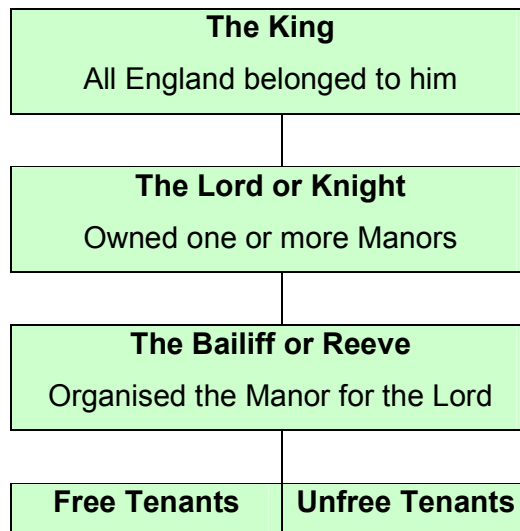 The King
All England belonged to him
The Lord or Knight
Owned one or more Manors
The Bailiff or Reeve
Organised the Manor for the Lord
Free Tenants Unfree Tenants